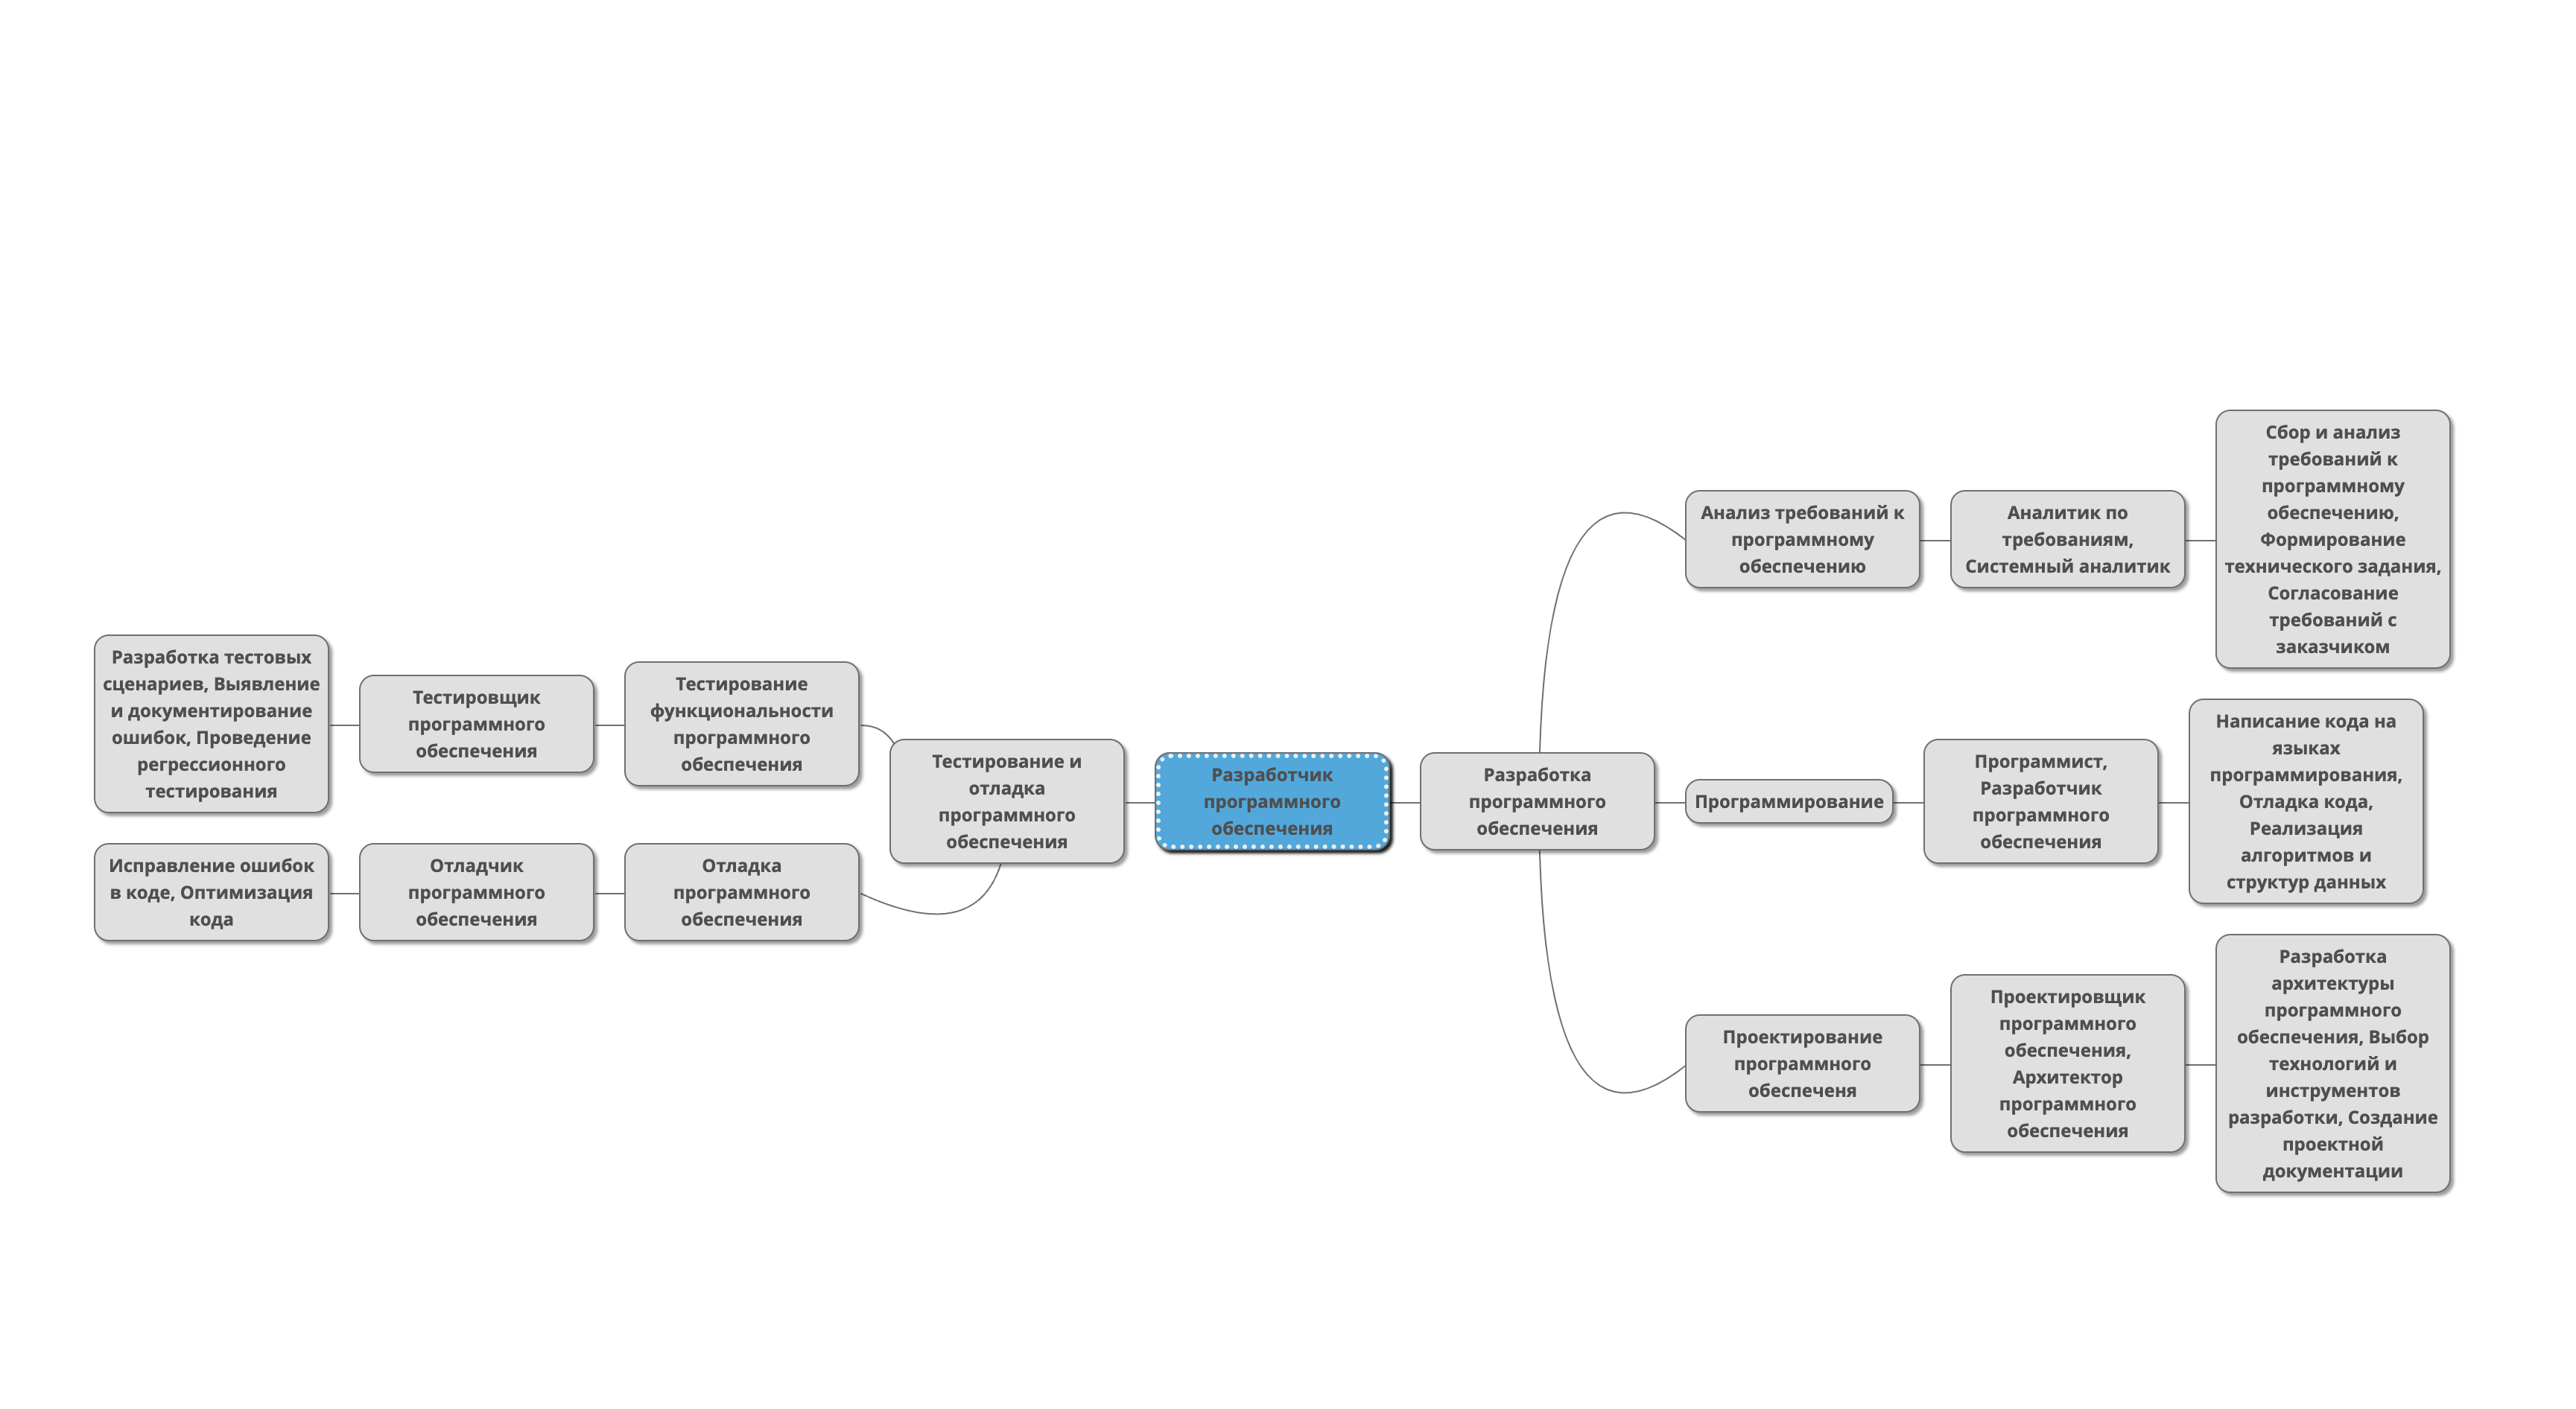 Разработка тестовых
сценариев, Выявление
и документирование
ошибок, Проведение
регрессионного
тестирования
Тестировщик
программного
обеспечения
Тестирование
функциональности
программного
обеспечения
Исправление ошибок
в коде, Оптимизация
кода
Отладчик
программного
обеспечения
Отладка
программного
обеспечения
Тестирование и
отладка
программного
обеспечения
Разработчик
программного
обеспечения
Разработка
программного
обеспечения
Анализ требований к
программному
обеспечению
Аналитик по
требованиям,
Системный аналитик
Сбор и анализ
требований к
программному
обеспечению,
Формирование
технического задания,
Согласование
требований с
заказчиком
Программирование
Программист,
Разработчик
программного
обеспечения
Написание кода на
языках
программирования,
Отладка кода,
Реализация
алгоритмов и
структур данных
Проектирование
программного
обеспеченя
Проектировщик
программного
обеспечения,
Архитектор
программного
обеспечения
Разработка
архитектуры
программного
обеспечения, Выбор
технологий и
инструментов
разработки, Создание
проектной
документации